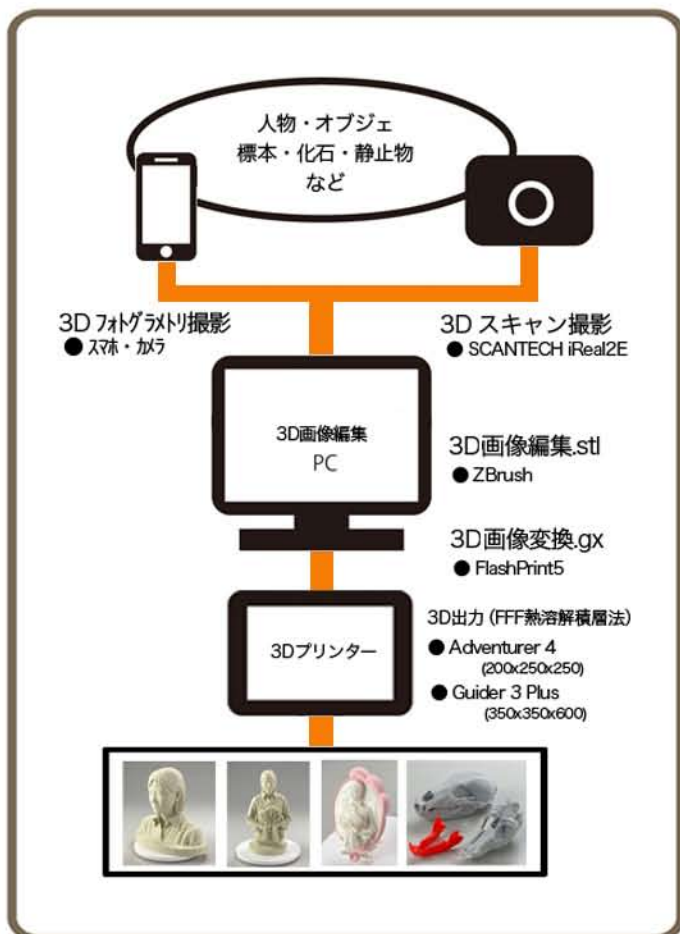 人物・オブジェ
標本・化石・静止物
など
3D フォトグラメトリ撮影
● スマホ・カメラ
3D スキャン撮影
● SCANTECH iReal2E
3D画像編集
PC
3D画像編集.stl
● ZBrush
3D画像変換.gx
● FlashPrint5
3Dプリンター
3D出力（FFF熱溶解積層法）
● Adventurer 4
(200x250x250)
● Guider 3 Plus
(350x350x600)